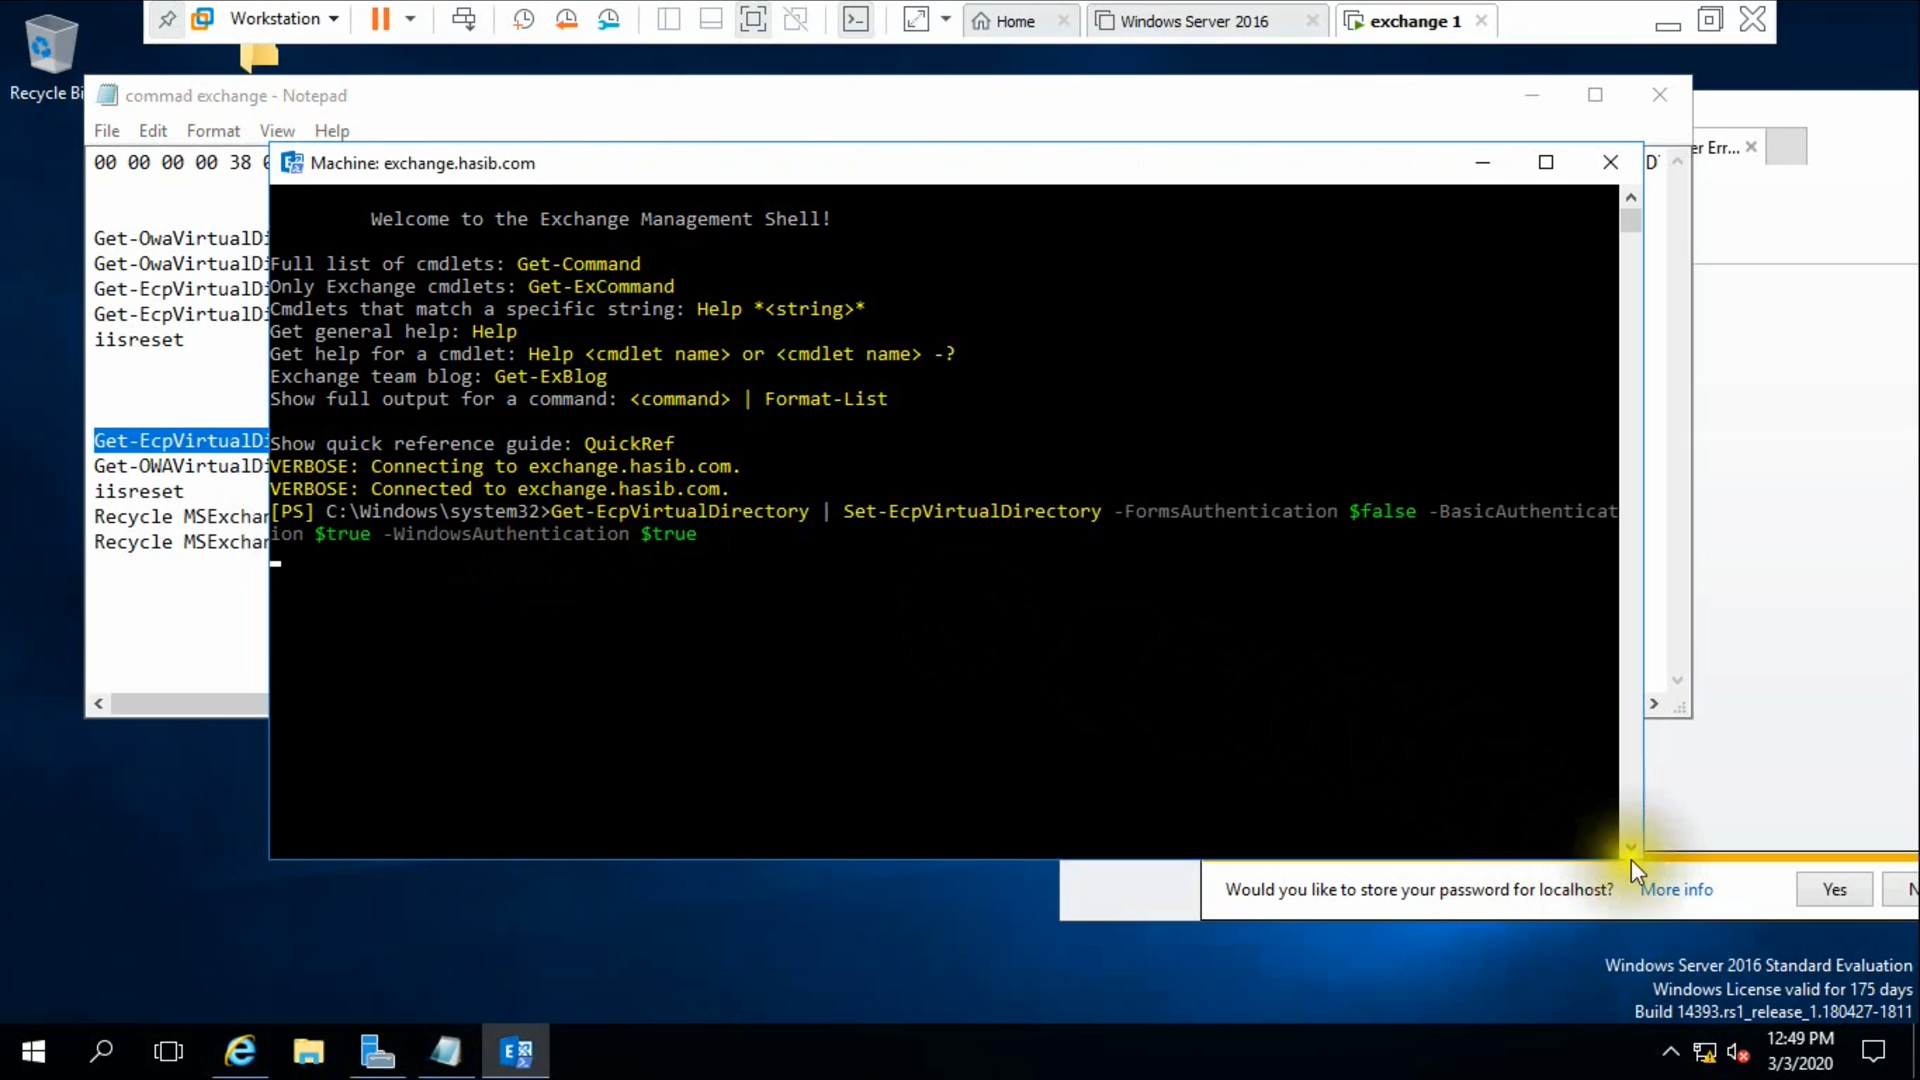 Workstation
Home
Windows Server 2016
exchange 1
Recycle Bi
commad exchange - Notepad
File Edit Format View Help
00 00 00 00 38
er Err...
Machine: exchange.hasib.com
Welcome to the Exchange Management Shell!
Full list of cmdlets: Get-Command
Only Exchange cmdlets: Get-ExCommand
Cmdlets that match a specific string: Help *<string>*
Get general help: Help
Get help for a cmdlet: Help <cmdlet name> or <cmdlet name> -?
Exchange team blog: Get-ExBlog
Show full output for a command: <command> | Format-List
Show quick reference guide: QuickRef
VERBOSE: Connecting to exchange.hasib.com.
VERBOSE: Connected to exchange.hasib.com.
[PS] C:\Windows\system32>Get-EcpVirtualDirectory | Set-EcpVirtualDirectory -FormsAuthentication $false -BasicAuthenticat
ion $true -WindowsAuthentication $true
Get-OwaVirtualDi
Get-OwaVirtualDi
Get-EcpVirtualDi
Get-EcpVirtualDi
iisreset
Get-EcpVirtualDi
Get-OWAVirtualDi
iisreset
Recycle MSExchan
Recycle MSExchan
Would you like to store your password for localhost? More info Yes N
Windows Server 2016 Standard Evaluation
Windows License valid for 175 days
Build 14393.rs1_release_1.180427-1811
12:49 PM
3/3/2020